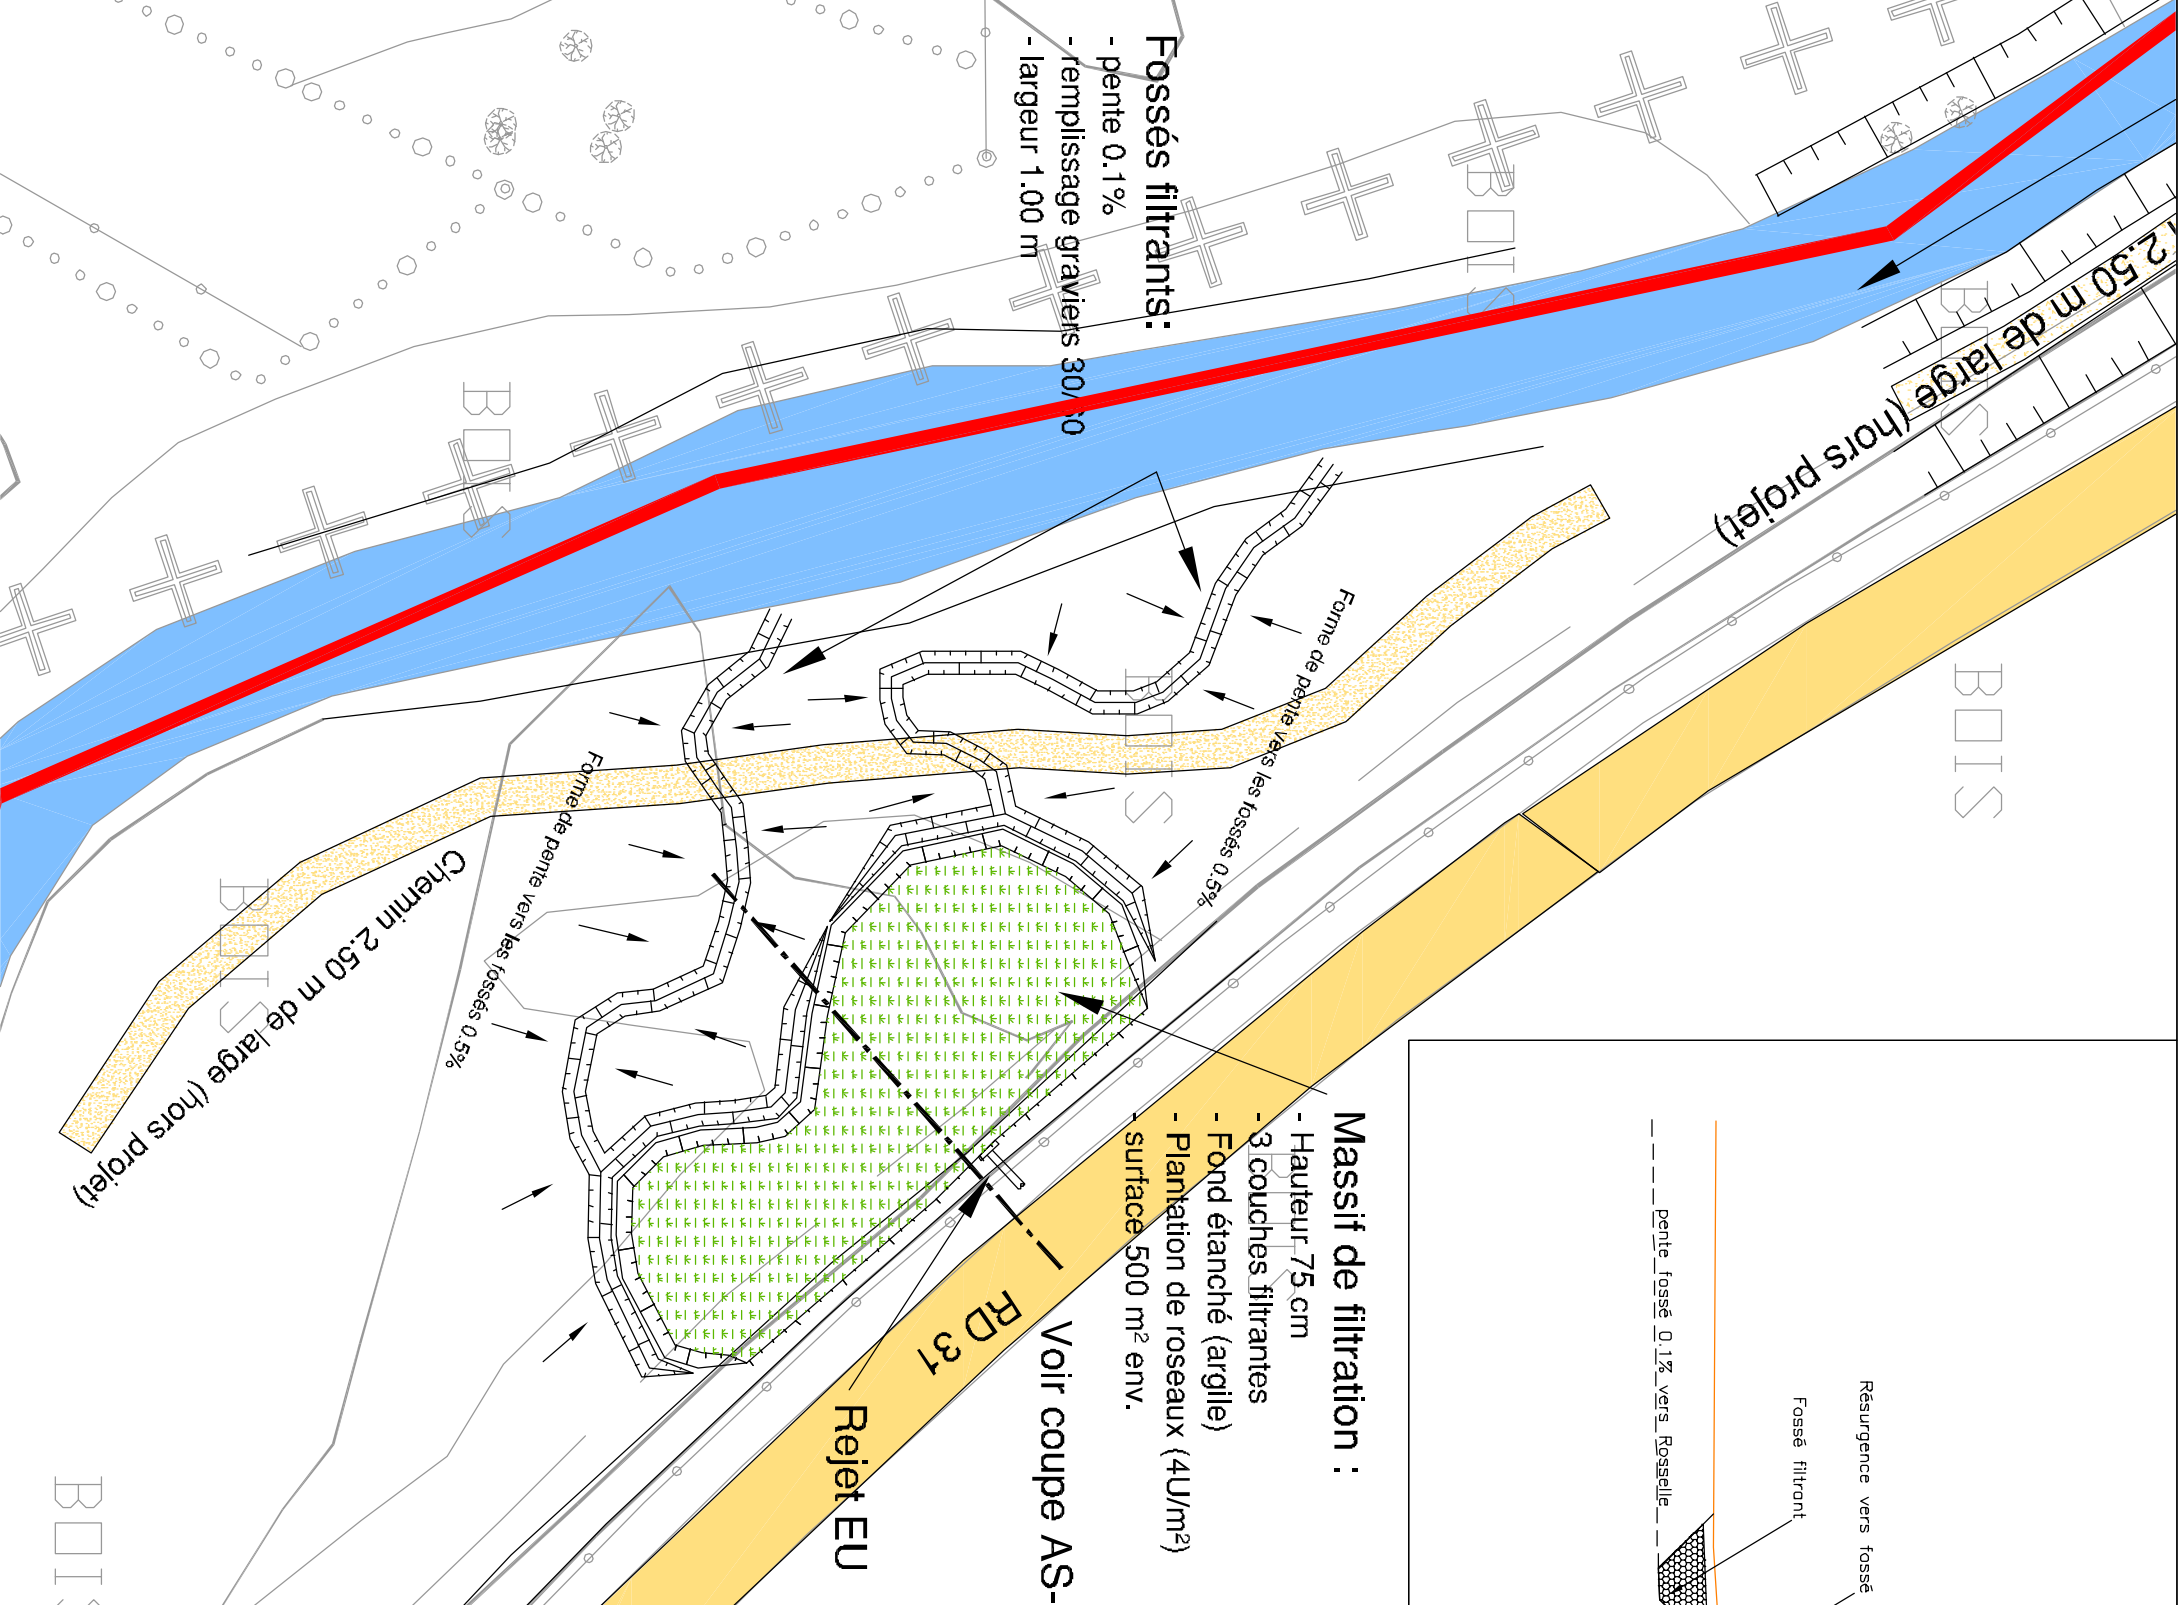 Fossés filtrants:
- pente 0.1%
- remplissage graviers 30/60
- largeur 1.00 m
2.50 m de large (hors projet)
BOIS
BOIS
BOIS
BOIS
BOIS
BOIS
BOIS
Forme de pente vers les fossés 0.5%
Forme de pente vers les fossés 0.5%
Chemin 2.50 m de large (hors projet)
Massif de filtration :
- Hauteur 75 cm
- 3 couches filtrantes
- Fond étanché (argile)
- Plantation de roseaux (4U/m²)
- surface 500 m² env.
RD 31
Voir coupe AS-
Rejet EU
Résurgence vers fossé
Fossé filtrant
pente fossé 0.1% vers Rosselle